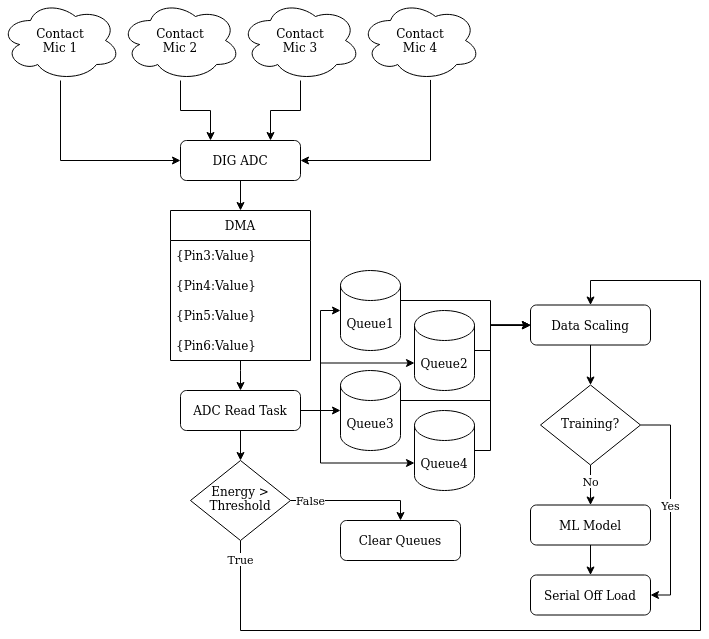 Contact
Mic 1
Contact
Mic 2
Contact
Mic 3
Contact
Mic 4
DIG ADC
DMA
{Pin3:Value}
{Pin4:Value}
{Pin5:Value}
{Pin6:Value}
Queue1
Queue2
Queue3
Queue4
Data Scaling
ADC Read Task
Training?
Energy >
Threshold
False
Clear Queues
True
No
Yes
ML Model
Serial Off Load